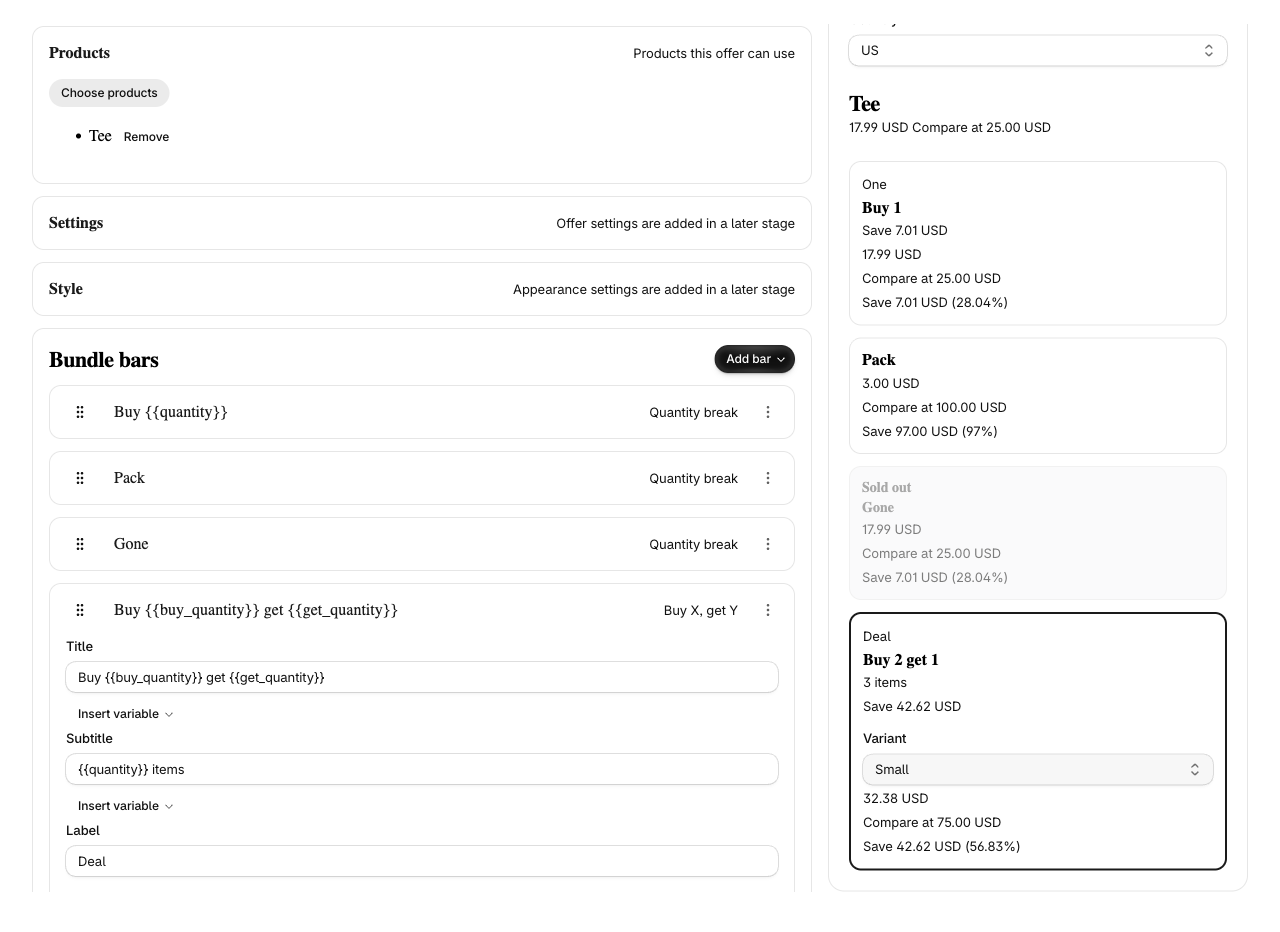 Products
Products this offer can use
Choose products
Tee Remove
Settings
Offer settings are added in a later stage
Style
Appearance settings are added in a later stage
Bundle bars
Add bar
Buy {{quantity}}
Quantity break
Pack
Quantity break
Gone
Quantity break
Buy {{buy_quantity}} get {{get_quantity}}
Buy X, get Y
Title
Buy {{buy_quantity}} get {{get_quantity}}
Insert variable
Subtitle
{{quantity}} items
Insert variable
Label
Deal
US
Tee
17.99 USD Compare at 25.00 USD
One
Buy 1
Save 7.01 USD
17.99 USD
Compare at 25.00 USD
Save 7.01 USD (28.04%)
Pack
3.00 USD
Compare at 100.00 USD
Save 97.00 USD (97%)
Sold out
Gone
17.99 USD
Compare at 25.00 USD
Save 7.01 USD (28.04%)
Deal
Buy 2 get 1
3 items
Save 42.62 USD
Variant
Small
32.38 USD
Compare at 75.00 USD
Save 42.62 USD (56.83%)